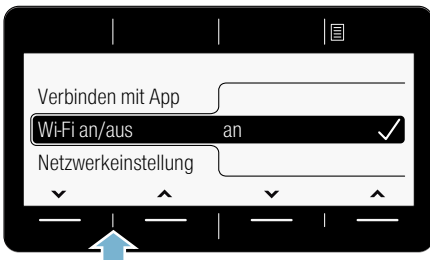 Verbinden mit App
Wi-Fi an/aus an
Netzwerkeinstellung